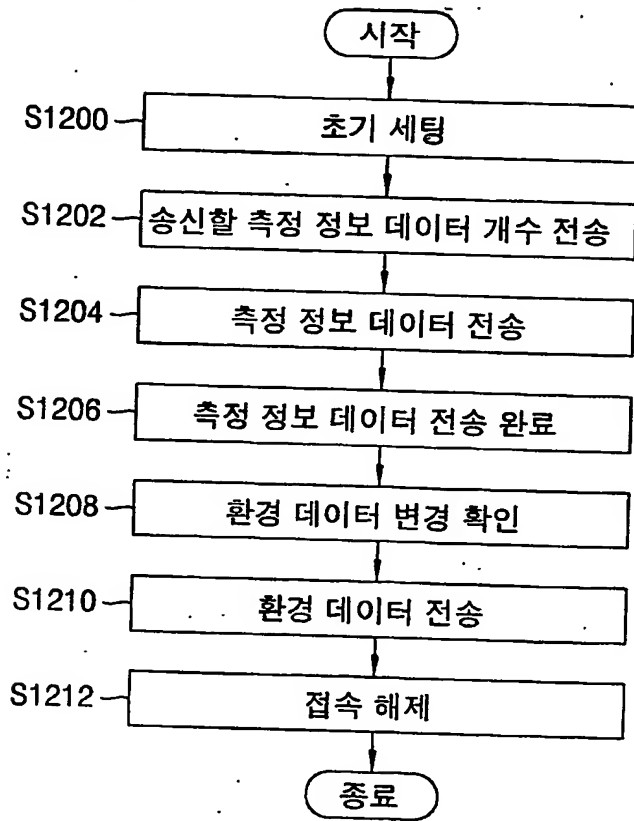 시작
S1200 초기 세팅
S1202 송신할 측정 정보 데이터 개수 전송
S1204 측정 정보 데이터 전송
S1206 측정 정보 데이터 전송 완료
S1208 환경 데이터 변경 확인
S1210 환경 데이터 전송
S1212 접속 해제
종료